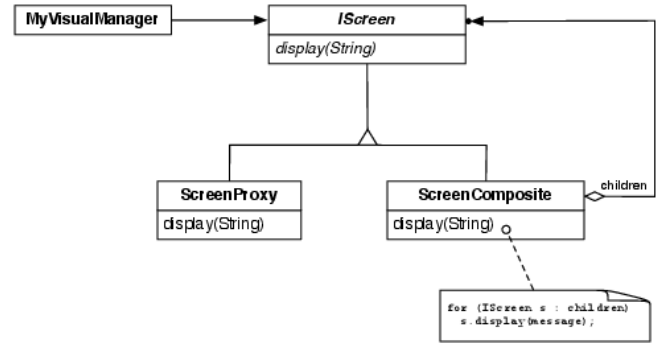 MyVisualManager
IScreen
display(String)
ScreenProxy
display(String)
ScreenComposite
display(String)
children
for (IScreen s : children)
s.display(message);